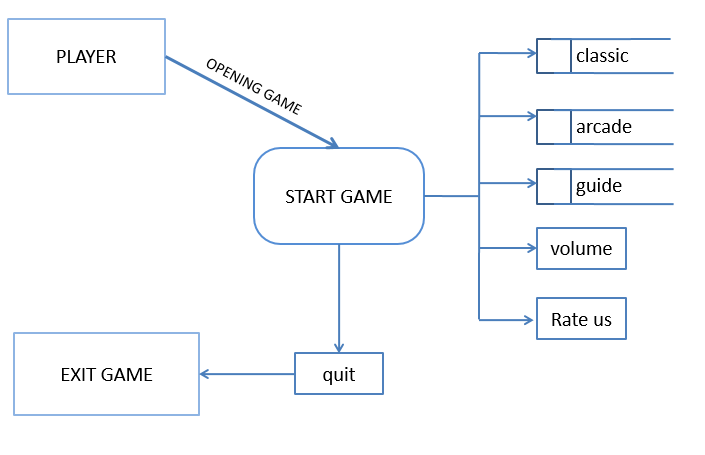 PLAYER
OPENING GAME
START GAME
classic
arcade
guide
volume
Rate us
quit
EXIT GAME